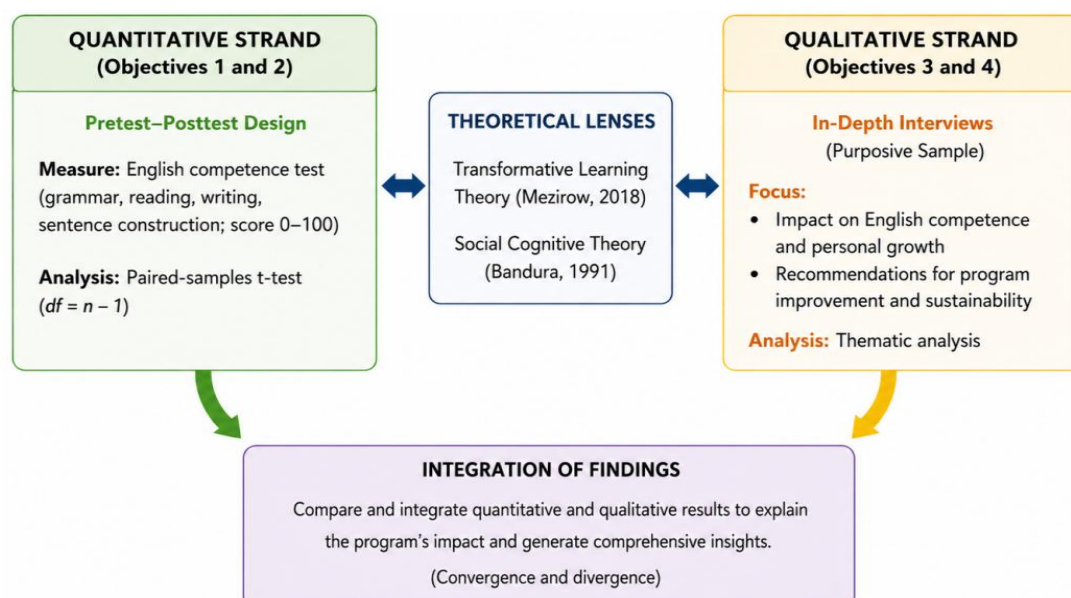 QUANTITATIVE STRAND
(Objectives 1 and 2)
Pretest–Posttest Design
Measure: English competence test
(grammar, reading, writing,
sentence construction; score 0–100)
Analysis: Paired-samples t-test
(df = n – 1)
THEORETICAL LENSES
Transformative Learning
Theory (Mezirow, 2018)
Social Cognitive Theory
(Bandura, 1991)
QUALITATIVE STRAND
(Objectives 3 and 4)
In-Depth Interviews
(Purposive Sample)
Focus:
• Impact on English competence
and personal growth
• Recommendations for program
improvement and sustainability
Analysis: Thematic analysis
INTEGRATION OF FINDINGS
Compare and integrate quantitative and qualitative results to explain
the program's impact and generate comprehensive insights.
(Convergence and divergence)